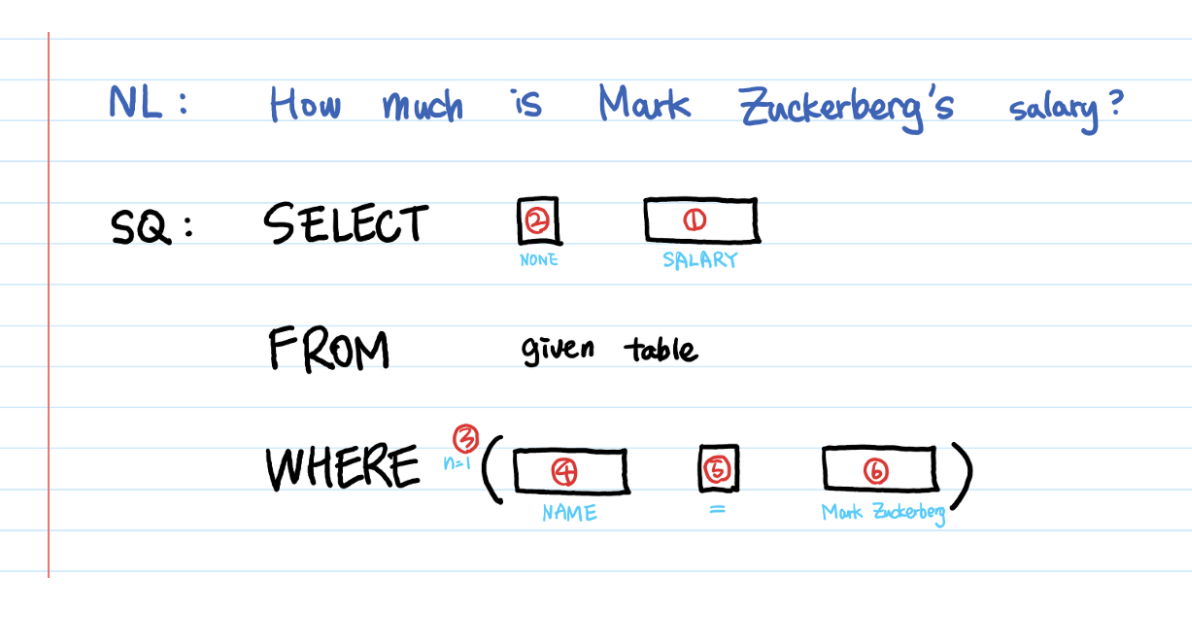 NL: How much is Mark Zuckerberg's salary?
SQ: SELECT ② ①
NONE SALARY
FROM given table
WHERE ③ n=1 ( ④ ⑤ ⑥ )
NAME = Mark Zuckerberg